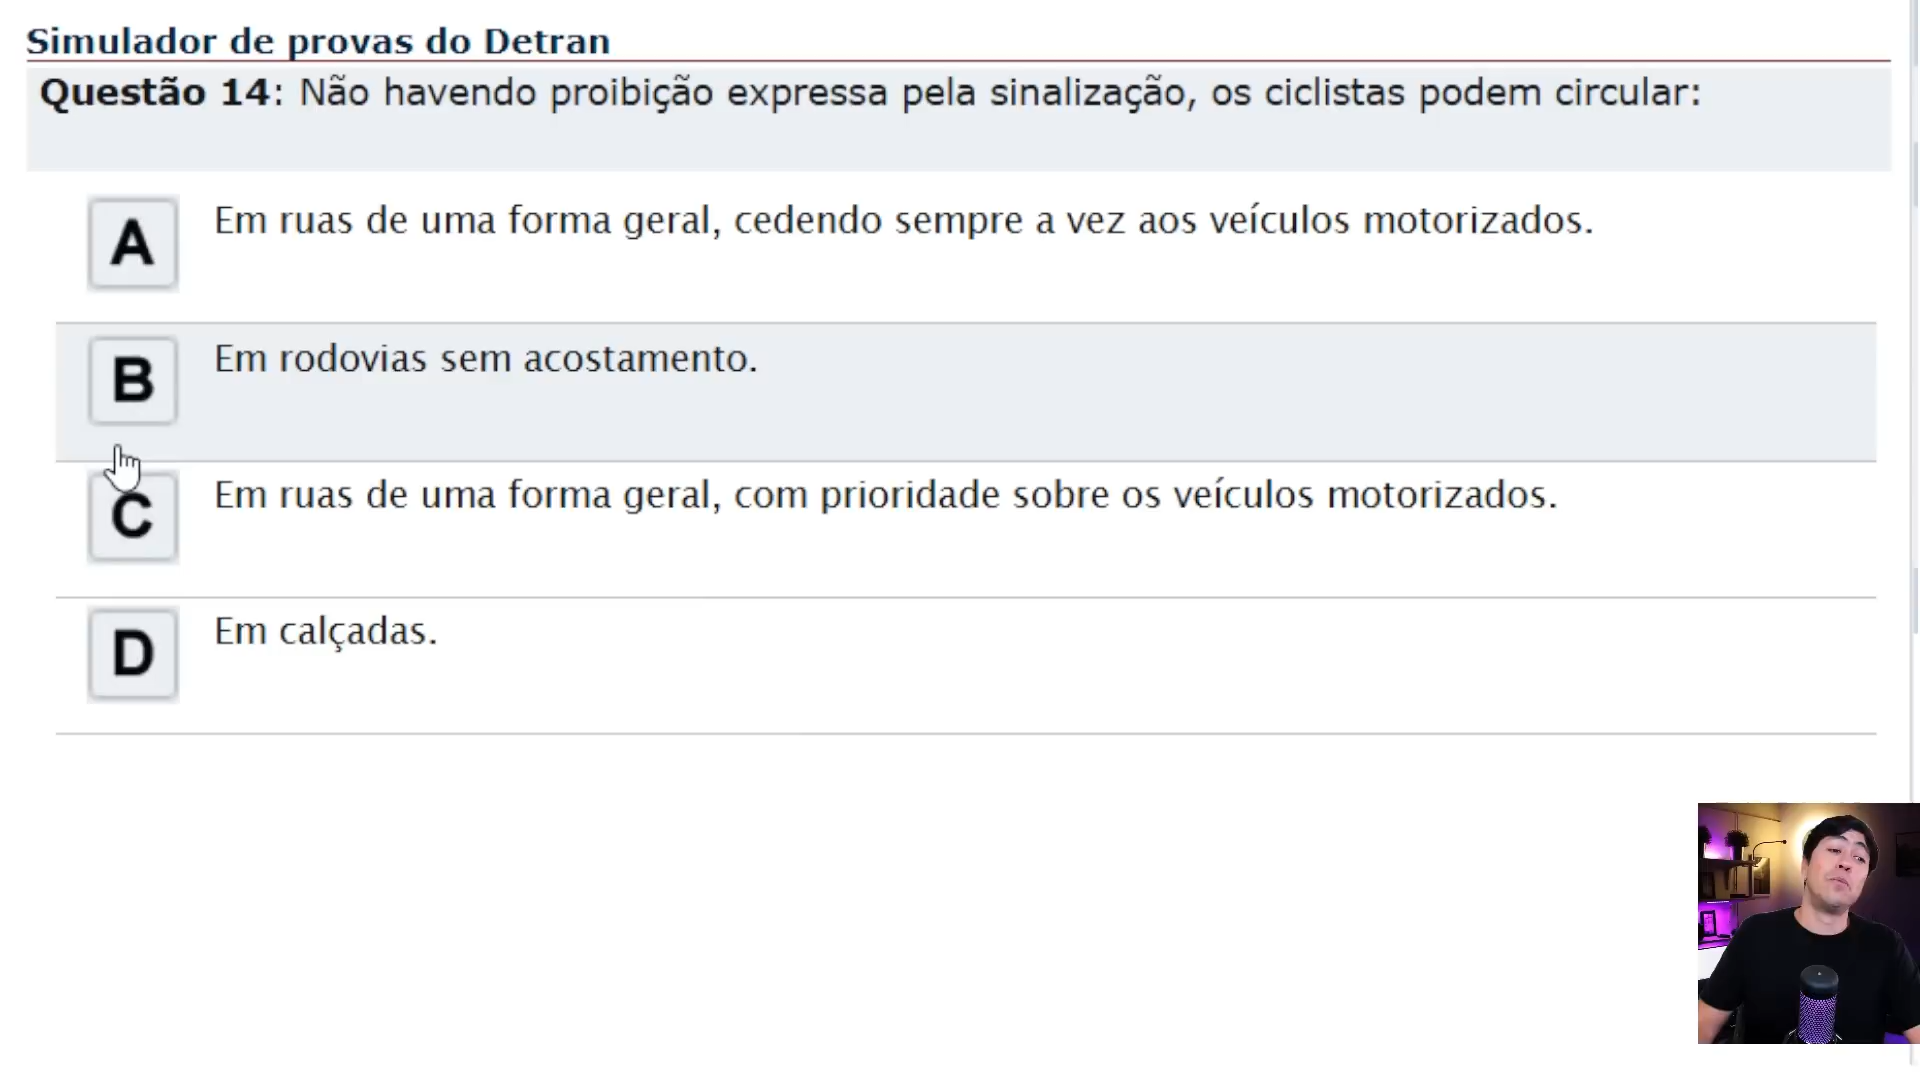 Simulador de provas do Detran
Questão 14: Não havendo proibição expressa pela sinalização, os ciclistas podem circular:
A Em ruas de uma forma geral, cedendo sempre a vez aos veículos motorizados.
B Em rodovias sem acostamento.
C Em ruas de uma forma geral, com prioridade sobre os veículos motorizados.
D Em calçadas.